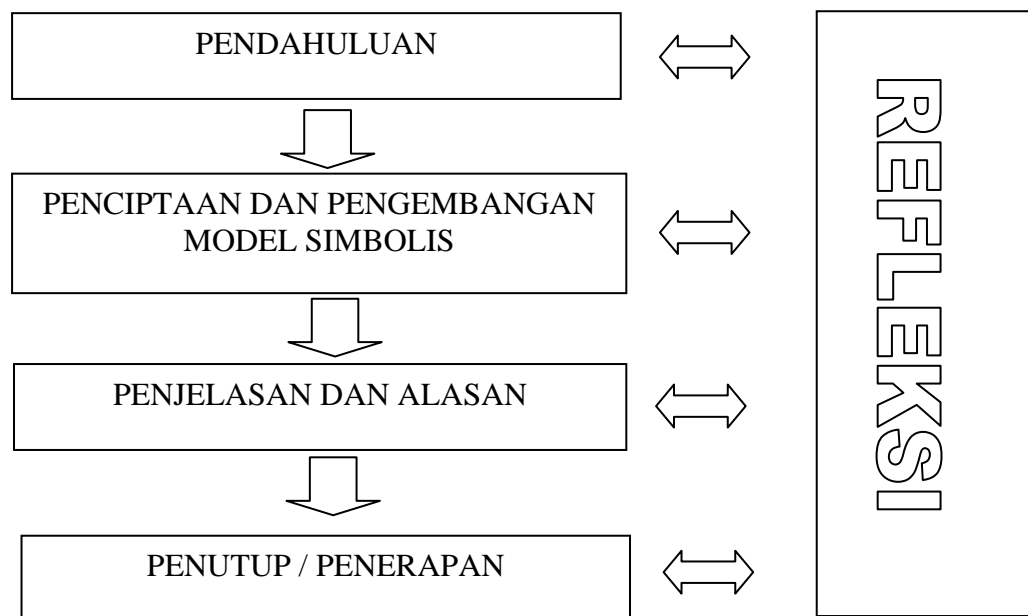 PENDAHULUAN
PENCIPTAAN DAN PENGEMBANGAN
MODEL SIMBOLIS
PENJELASAN DAN ALASAN
PENUTUP / PENERAPAN
REFLEKSI